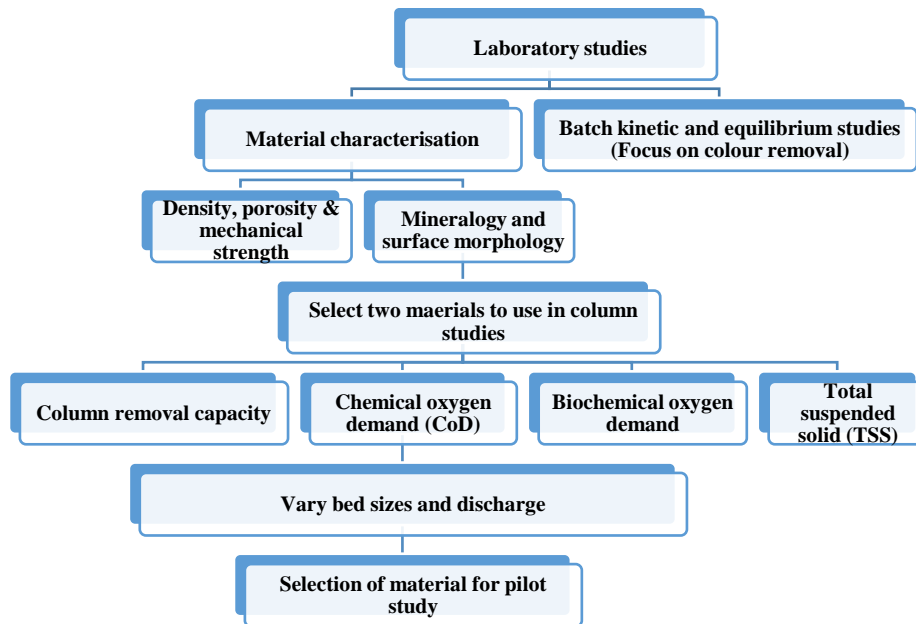 Laboratory studies
Material characterisation
Batch kinetic and equilibrium studies
(Focus on colour removal)
Density, porosity &
mechanical
strength
Mineralogy and
surface morphology
Select two maerials to use in column
studies
Column removal capacity
Chemical oxygen
demand (CoD)
Biochemical oxygen
demand
Total
suspended
solid (TSS)
Vary bed sizes and discharge
Selection of material for pilot
study